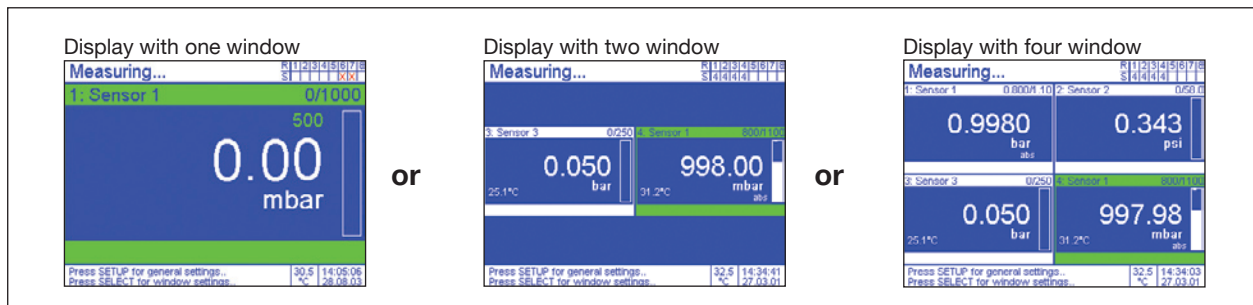 Display with one window
Measuring...
R 1 2 3 4 5 6 7 8
S X X
1: Sensor 1 0/1000
500
0.00
mbar
Press SETUP for general settings..
Press SELECT for window settings..
30.5 °C
14:05:06
28.08.03
or
Display with two window
Measuring...
R 1 2 3 4 5 6 7 8
S 4 4 4 4
3: Sensor 3 0/250
0.050
bar
25.1°C
4: Sensor 1 800/1100
998.00
mbar
abs
31.2°C
Press SETUP for general settings..
Press SELECT for window settings..
32.5 °C
14:34:41
27.03.01
or
Display with four window
Measuring...
R 1 2 3 4 5 6 7 8
S 4 4 4 4
1: Sensor 1 0.800/1.10
0.9980
bar
abs
2: Sensor 2 0/58.0
0.343
psi
3: Sensor 3 0/250
0.050
bar
25.1°C
4: Sensor 1 800/1100
997.98
mbar
abs
31.2°C
Press SETUP for general settings..
Press SELECT for window settings..
32.5 °C
14:34:03
27.03.01